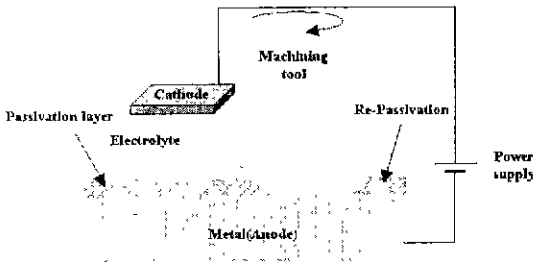 Machining
tool
Cathode
Passivation layer
Re-Passivation
Electrolyte
Power
supply
Metal(Anode)